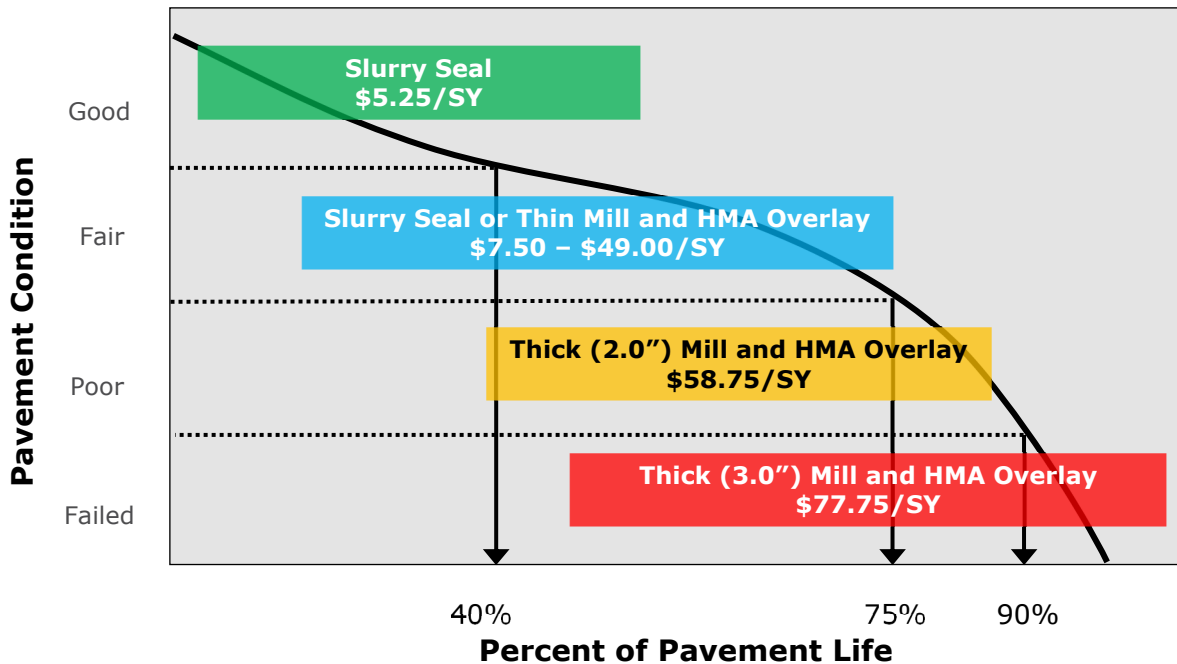 Pavement Condition
Good
Fair
Poor
Failed
Slurry Seal
$5.25/SY
Slurry Seal or Thin Mill and HMA Overlay
$7.50 – $49.00/SY
Thick (2.0”) Mill and HMA Overlay
$58.75/SY
Thick (3.0”) Mill and HMA Overlay
$77.75/SY
40%
75%
90%
Percent of Pavement Life